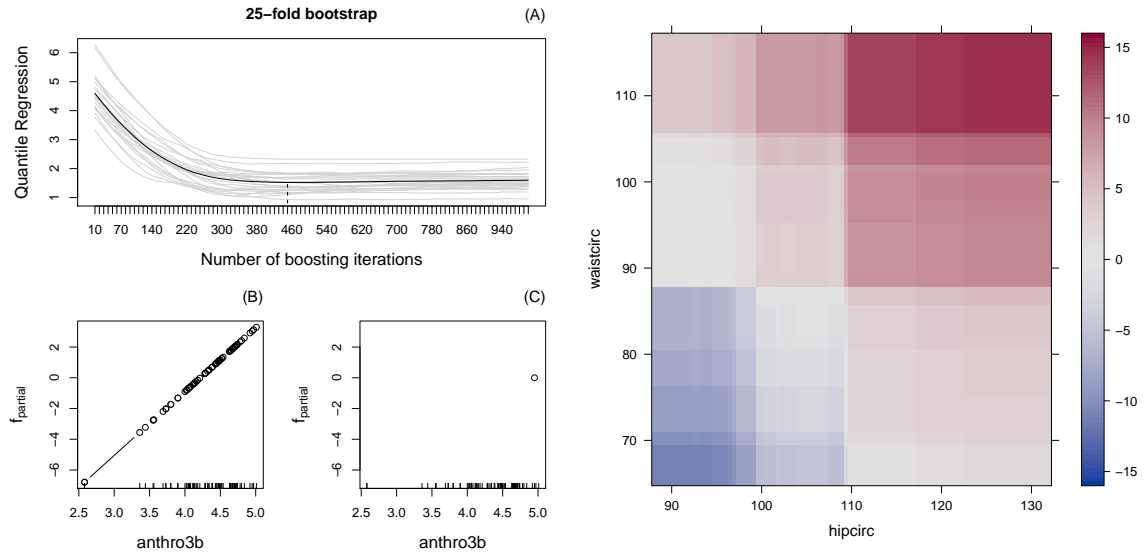 25−fold bootstrap
(A)
Quantile Regression
6
5
4
3
2
1
10 70 140 220 300 380 460 540 620 700 780 860 940
Number of boosting iterations
(B)
f_partial
2
0
−2
−4
−6
2.5 3.0 3.5 4.0 4.5 5.0
anthro3b
(C)
f_partial
2
0
−2
−4
−6
2.5 3.0 3.5 4.0 4.5 5.0
anthro3b
waistcirc
110
100
90
80
70
90 100 110 120 130
hipcirc
15
10
5
0
−5
−10
−15